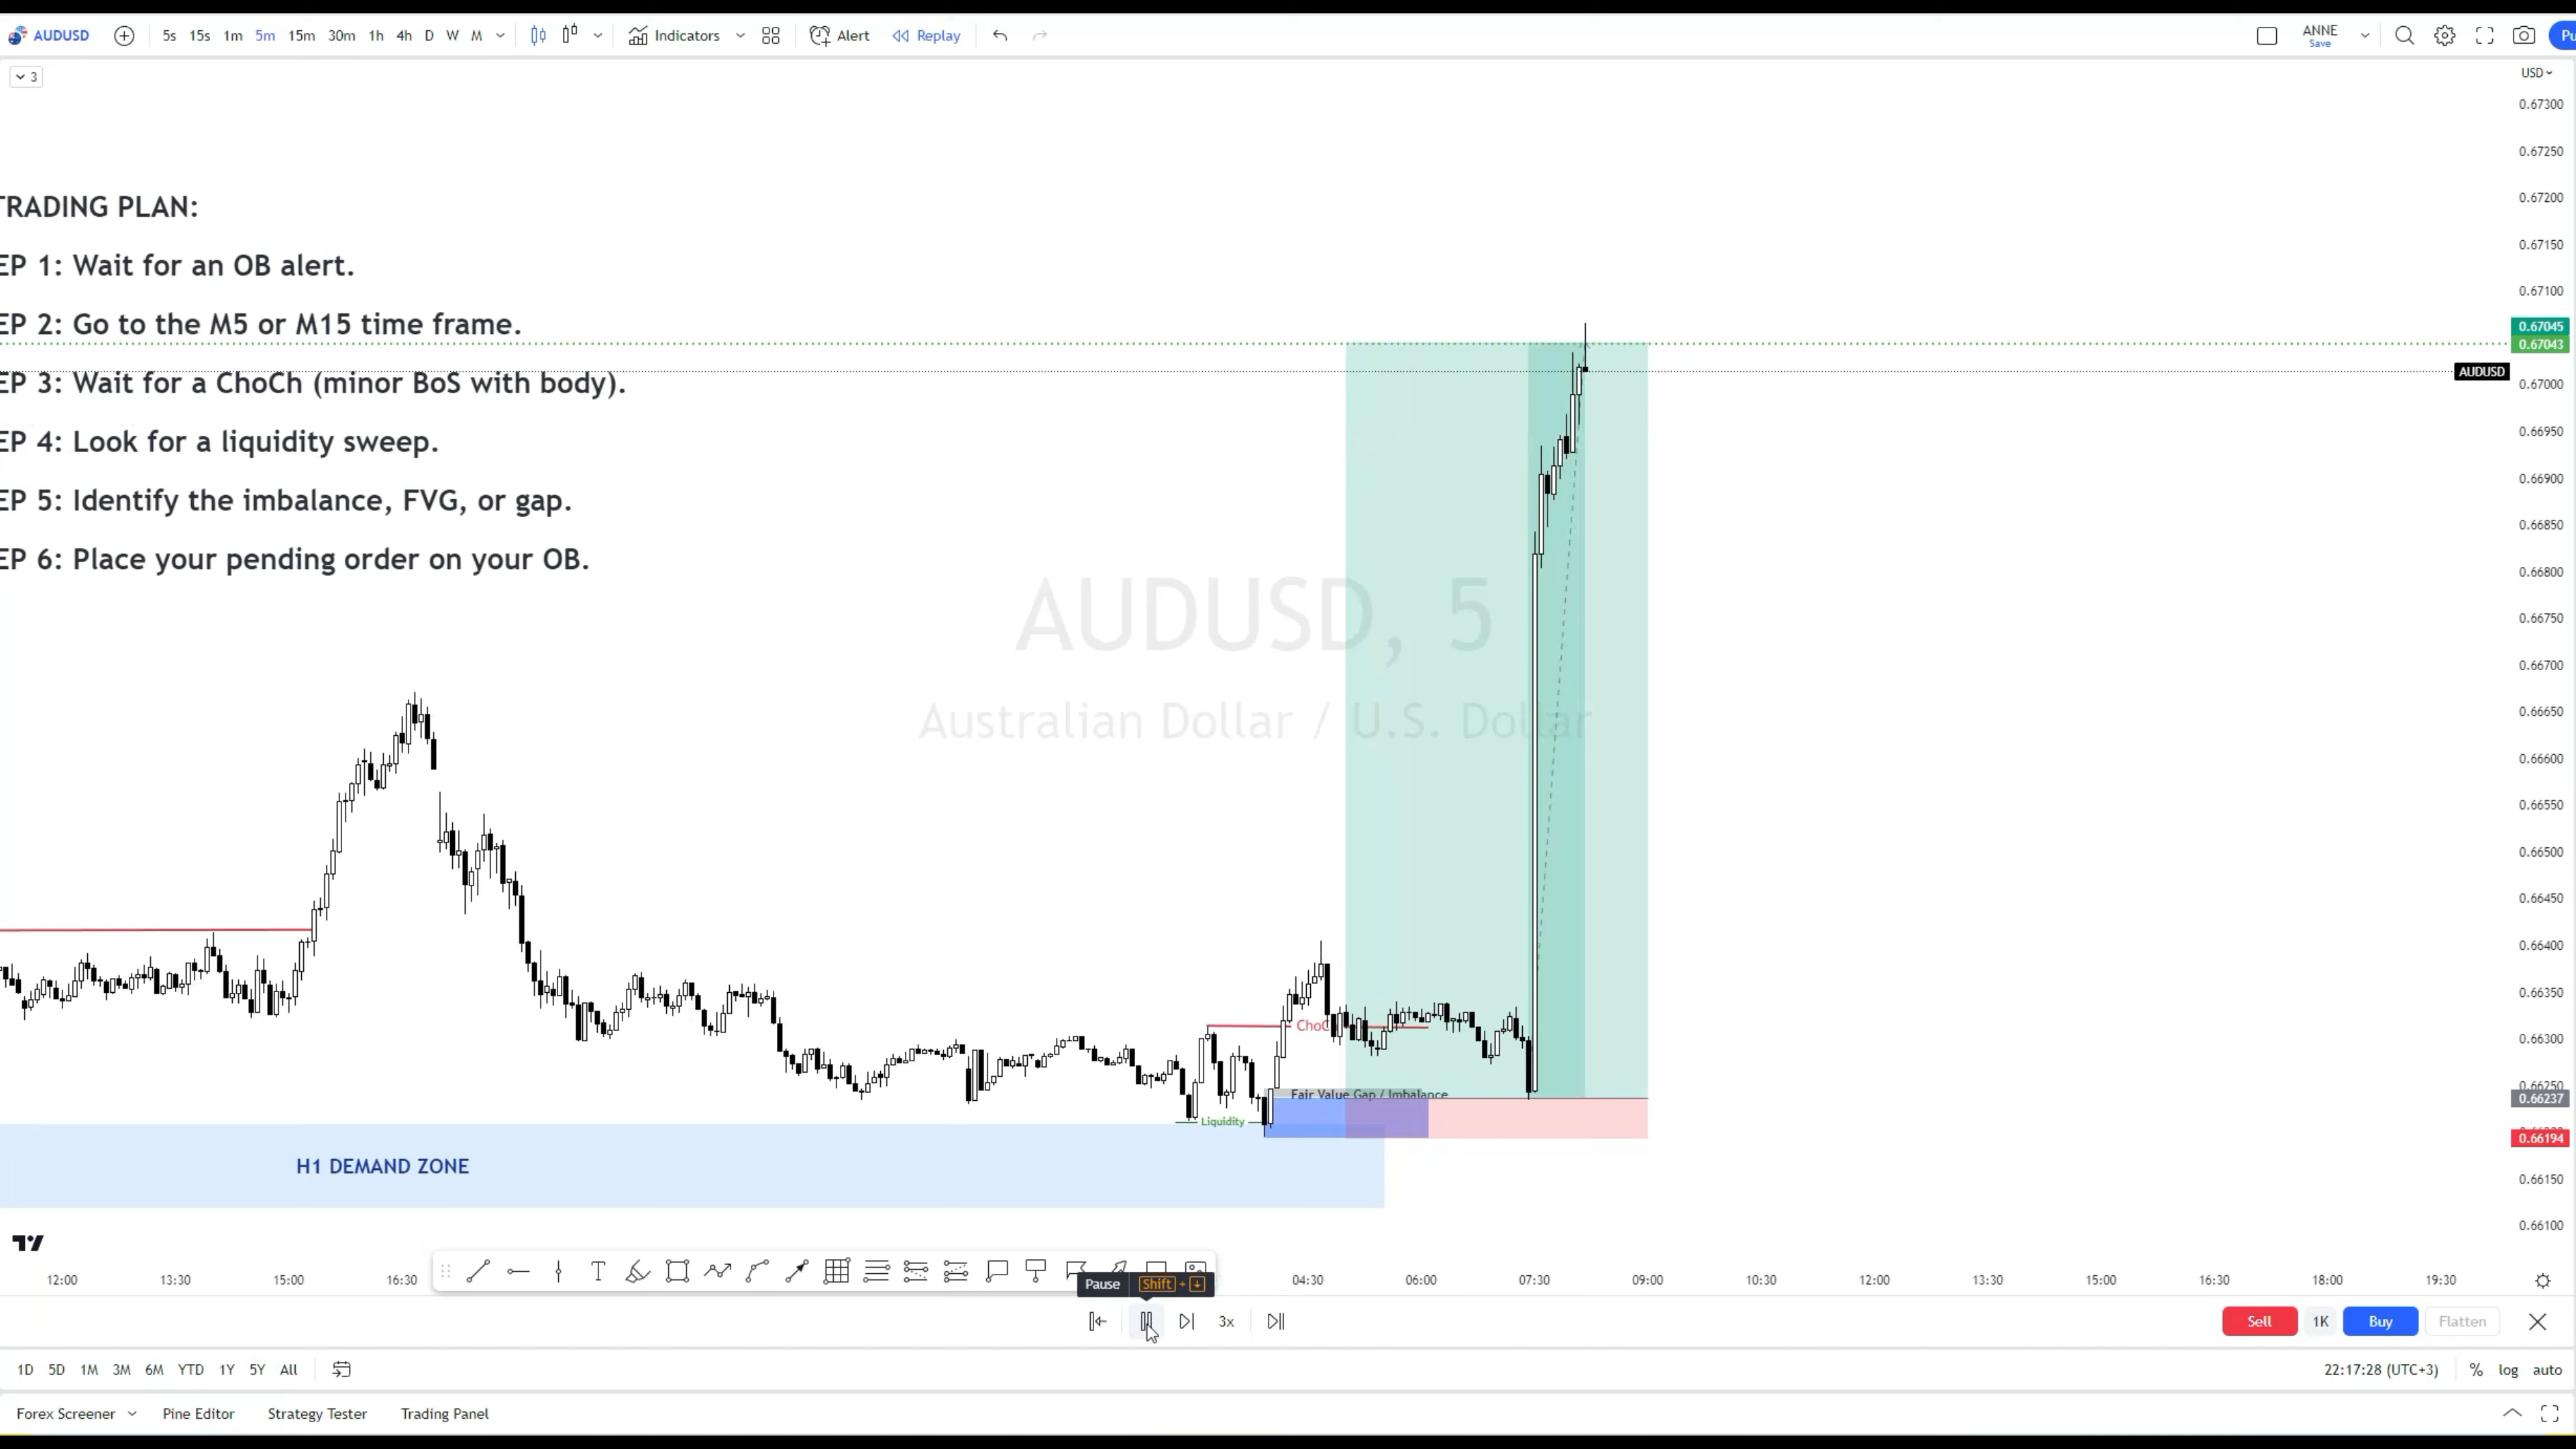 AUDUSD
5s 15s 1m 5m 15m 30m 1h 4h D W M
Indicators
Alert
Replay
ANNE
Save
Pu
3
USD
TRADING PLAN:
EP 1: Wait for an OB alert.
EP 2: Go to the M5 or M15 time frame.
EP 3: Wait for a ChoCh (minor BoS with body).
EP 4: Look for a liquidity sweep.
EP 5: Identify the imbalance, FVG, or gap.
EP 6: Place your pending order on your OB.
AUDUSD, 5
Australian Dollar / U.S. Dollar
0.67300
0.67250
0.67200
0.67150
0.67100
0.67045
0.67043
AUDUSD
0.67000
0.66950
0.66900
0.66850
0.66800
0.66750
0.66700
0.66650
0.66600
0.66550
0.66500
0.66450
0.66400
0.66350
0.66300
0.66250
0.66237
0.66194
0.66150
0.66100
ChoC
Fair Value Gap / Imbalance
Liquidity
H1 DEMAND ZONE
12:00 13:30 15:00 16:30 04:30 06:00 07:30 09:00 10:30 12:00 13:30 15:00 16:30 18:00 19:30
Pause Shift + ↓
3x
Sell 1K Buy Flatten
1D 5D 1M 3M 6M YTD 1Y 5Y All
22:17:28 (UTC+3) % log auto
Forex Screener Pine Editor Strategy Tester Trading Panel